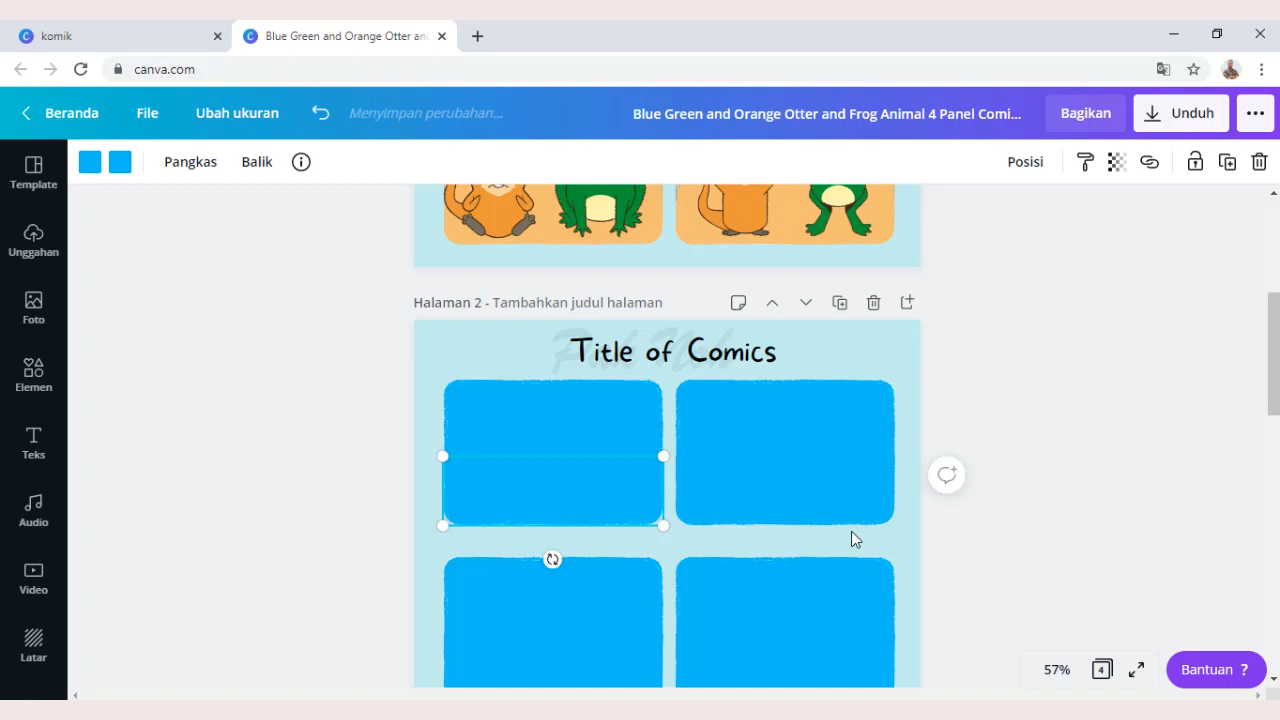 komik
Blue Green and Orange Otter and
canva.com
Beranda
File
Ubah ukuran
Menyimpan perubahan...
Blue Green and Orange Otter and Frog Animal 4 Panel Comi...
Bagikan
Unduh
Template
Pangkas
Balik
Posisi
Unggahan
Foto
Elemen
Teks
Audio
Video
Latar
Halaman 2 - Tambahkan judul halaman
Title of Comics
57%
4
Bantuan ?